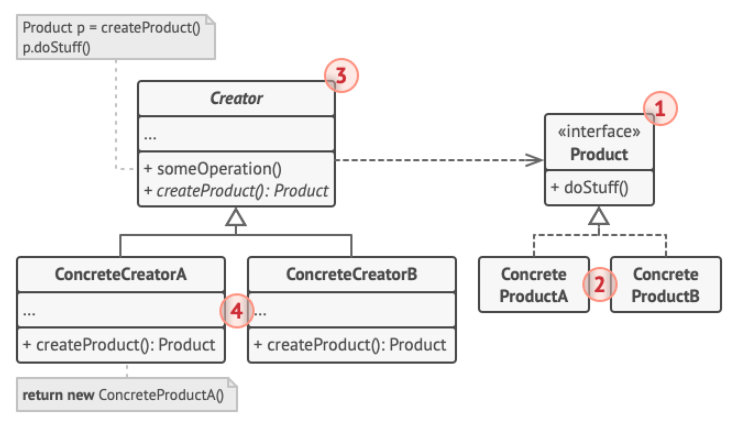 Product p = createProduct()
p.doStuff()
3
Creator
...
+ someOperation()
+ createProduct(): Product
1
«interface»
Product
+ doStuff()
ConcreteCreatorA
...
+ createProduct(): Product
4
ConcreteCreatorB
...
+ createProduct(): Product
Concrete
ProductA
2
Concrete
ProductB
return new ConcreteProductA()